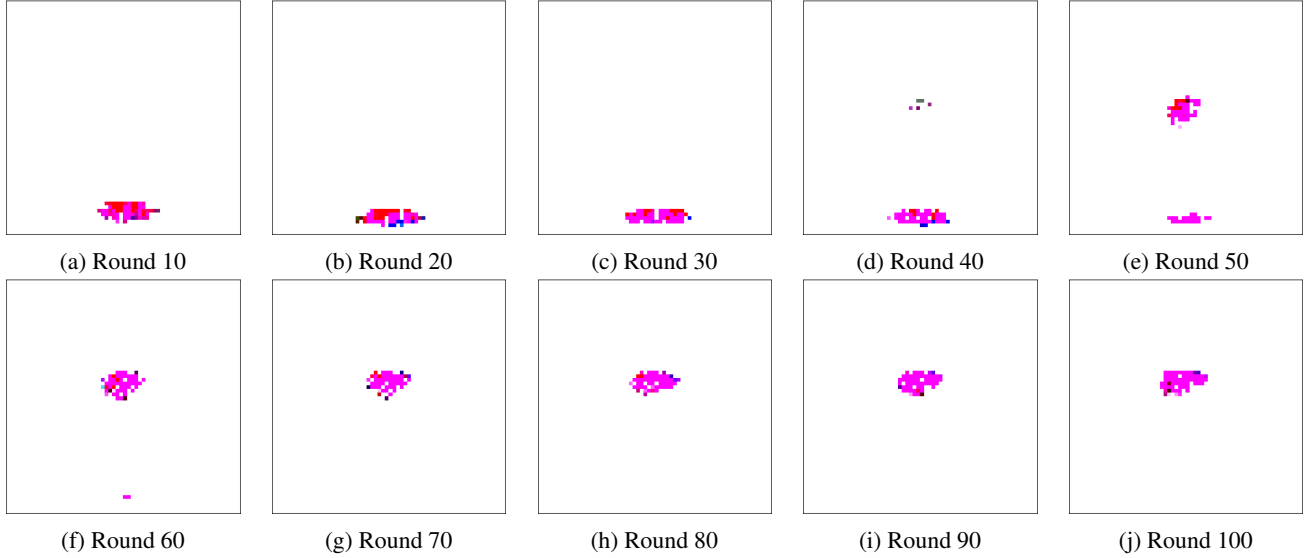 (a) Round 10
(b) Round 20
(c) Round 30
(d) Round 40
(e) Round 50
(f) Round 60
(g) Round 70
(h) Round 80
(i) Round 90
(j) Round 100